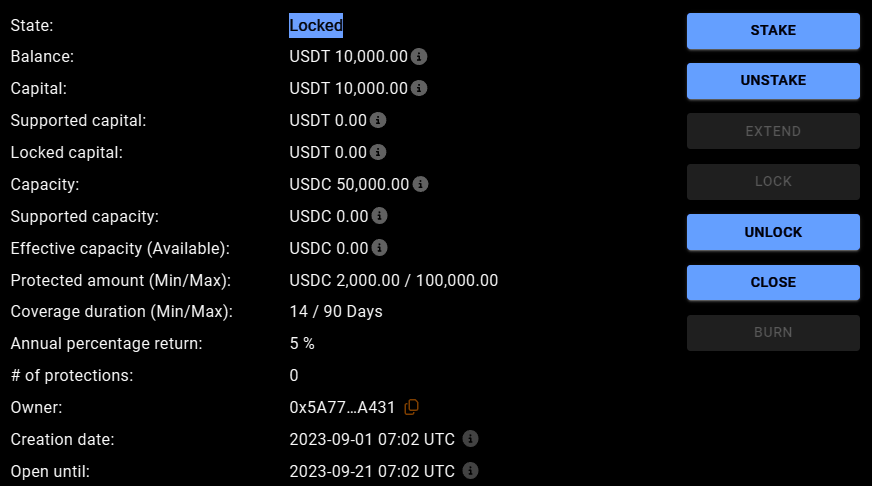 State: Locked
Balance: USDT 10,000.00
Capital: USDT 10,000.00
Supported capital: USDT 0.00
Locked capital: USDT 0.00
Capacity: USDC 50,000.00
Supported capacity: USDC 0.00
Effective capacity (Available): USDC 0.00
Protected amount (Min/Max): USDC 2,000.00 / 100,000.00
Coverage duration (Min/Max): 14 / 90 Days
Annual percentage return: 5 %
# of protections: 0
Owner: 0x5A77…A431
Creation date: 2023-09-01 07:02 UTC
Open until: 2023-09-21 07:02 UTC
STAKE
UNSTAKE
EXTEND
LOCK
UNLOCK
CLOSE
BURN